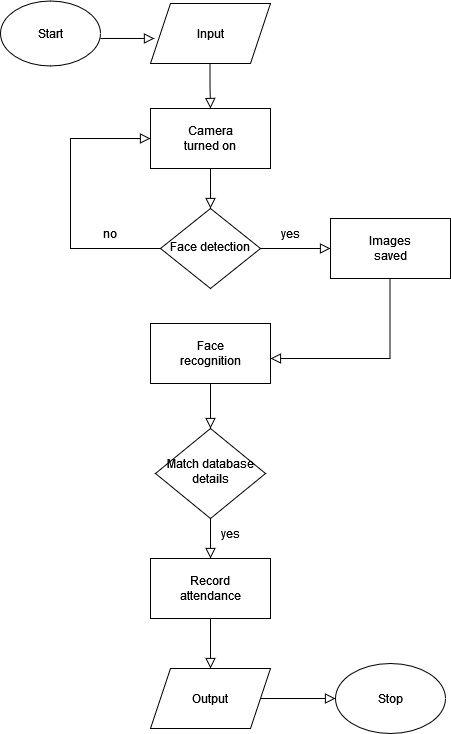 Start
Input
Camera
turned on
no
Face detection
yes
Images
saved
Face
recognition
Match database
details
yes
Record
attendance
Output
Stop